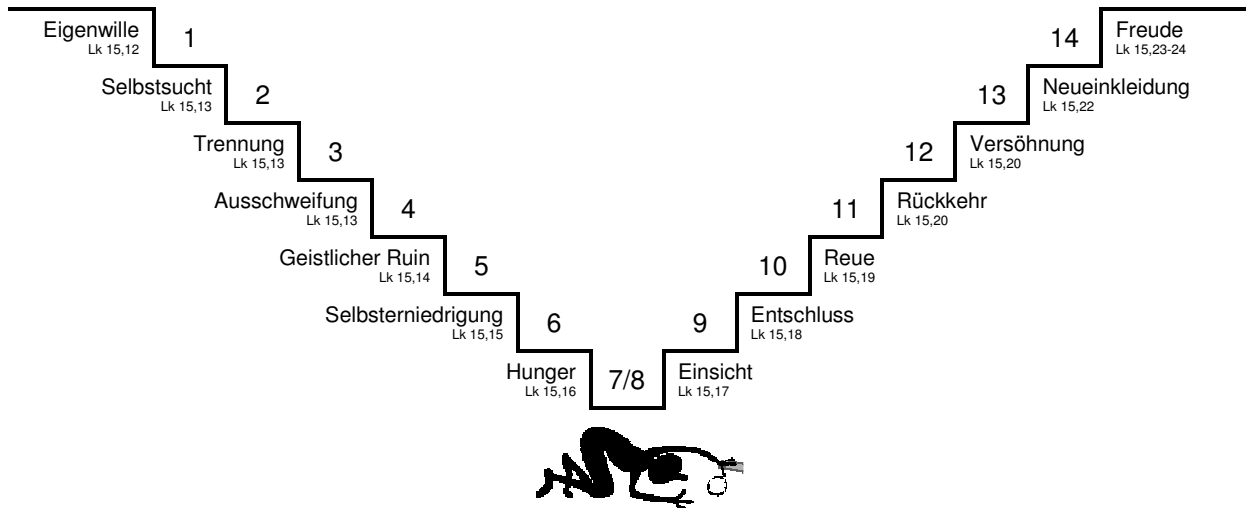 Eigenwille
Lk 15,12
1
Selbstsucht
Lk 15,13
2
Trennung
Lk 15,13
3
Ausschweifung
Lk 15,13
4
Geistlicher Ruin
Lk 15,14
5
Selbsterniedrigung
Lk 15,15
6
Hunger
Lk 15,16
7/8
Einsicht
Lk 15,17
9
Entschluss
Lk 15,18
10
Reue
Lk 15,19
11
Rückkehr
Lk 15,20
12
Versöhnung
Lk 15,20
13
Neueinkleidung
Lk 15,22
14
Freude
Lk 15,23-24